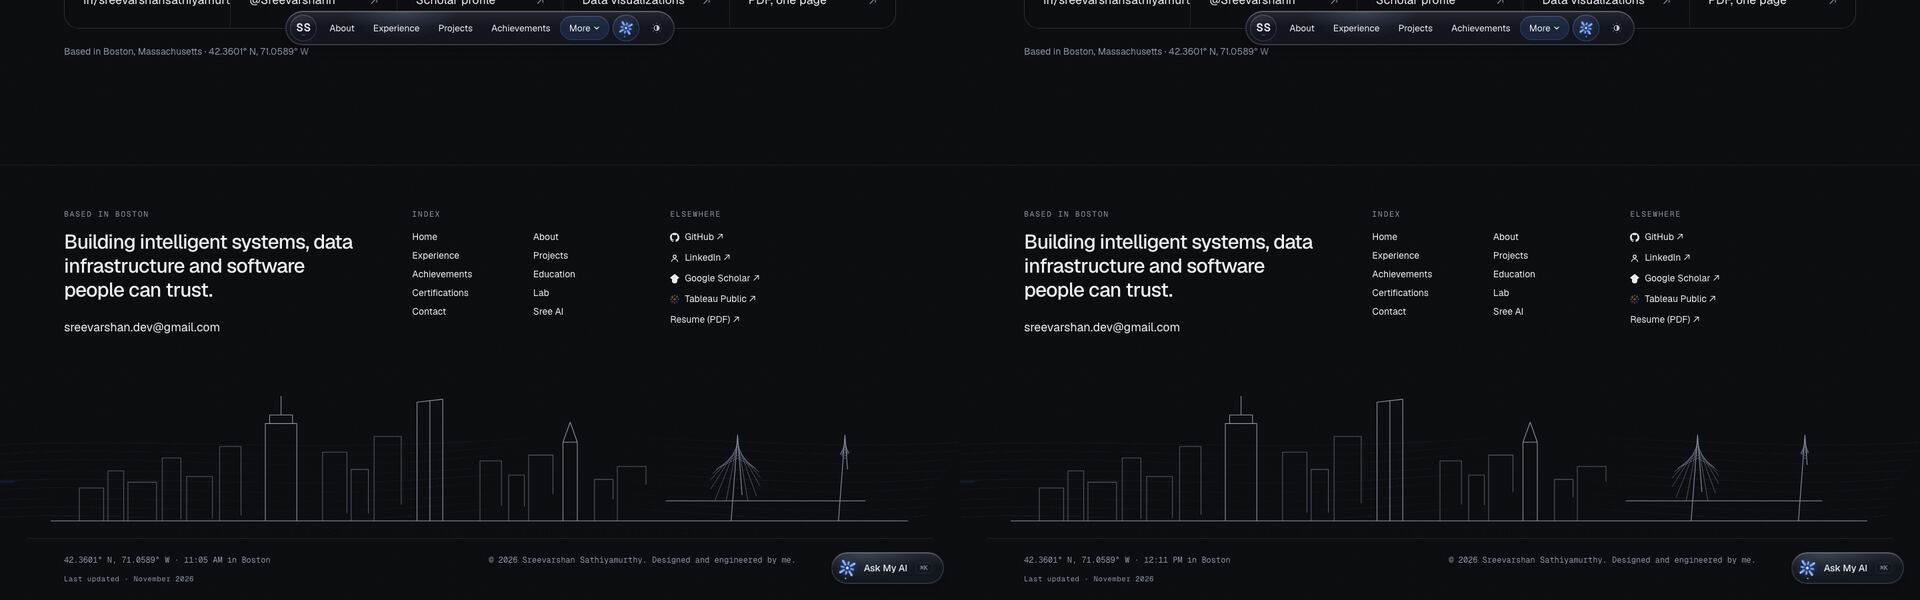 in/sreevarshansathiyamurt @Sreevarshann Scholar profile ↗ Data visualizations ↗ PDF, one page ↗
SS About Experience Projects Achievements More
Based in Boston, Massachusetts · 42.3601° N, 71.0589° W
BASED IN BOSTON
Building intelligent systems, data
infrastructure and software
people can trust.
sreevarshan.dev@gmail.com
INDEX
Home About
Experience Projects
Achievements Education
Certifications Lab
Contact Sree AI
ELSEWHERE
GitHub ↗
LinkedIn ↗
Google Scholar ↗
Tableau Public ↗
Resume (PDF) ↗
42.3601° N, 71.0589° W · 11:05 AM in Boston
Last updated · November 2026
© 2026 Sreevarshan Sathiyamurthy. Designed and engineered by me.
Ask My AI ⌘K
in/sreevarshansathiyamurt @Sreevarshann Scholar profile ↗ Data visualizations ↗ PDF, one page ↗
SS About Experience Projects Achievements More
Based in Boston, Massachusetts · 42.3601° N, 71.0589° W
BASED IN BOSTON
Building intelligent systems, data
infrastructure and software
people can trust.
sreevarshan.dev@gmail.com
INDEX
Home About
Experience Projects
Achievements Education
Certifications Lab
Contact Sree AI
ELSEWHERE
GitHub ↗
LinkedIn ↗
Google Scholar ↗
Tableau Public ↗
Resume (PDF) ↗
42.3601° N, 71.0589° W · 12:11 PM in Boston
Last updated · November 2026
© 2026 Sreevarshan Sathiyamurthy. Designed and engineered by me.
Ask My AI ⌘K